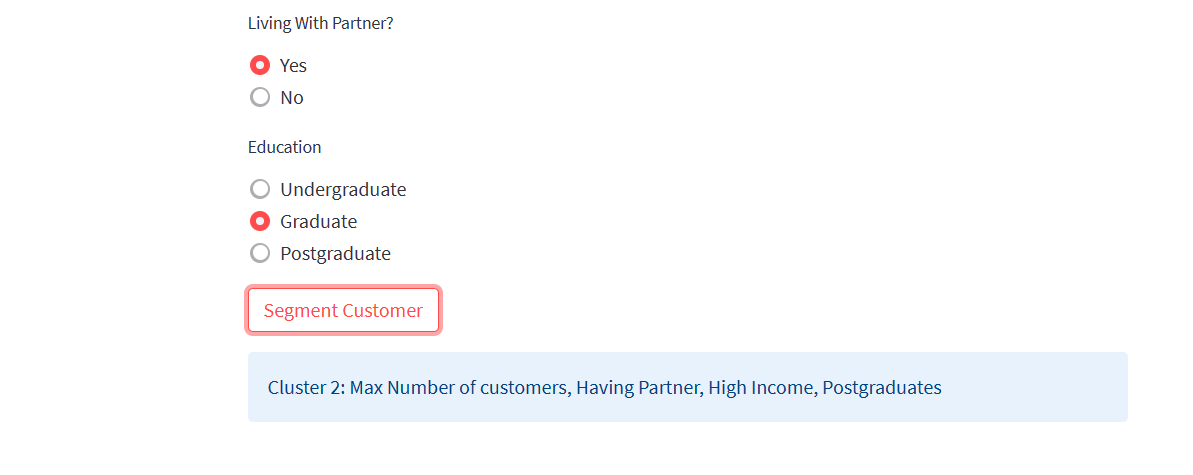 Living With Partner?
Yes
No
Education
Undergraduate
Graduate
Postgraduate
Segment Customer
Cluster 2: Max Number of customers, Having Partner, High Income, Postgraduates